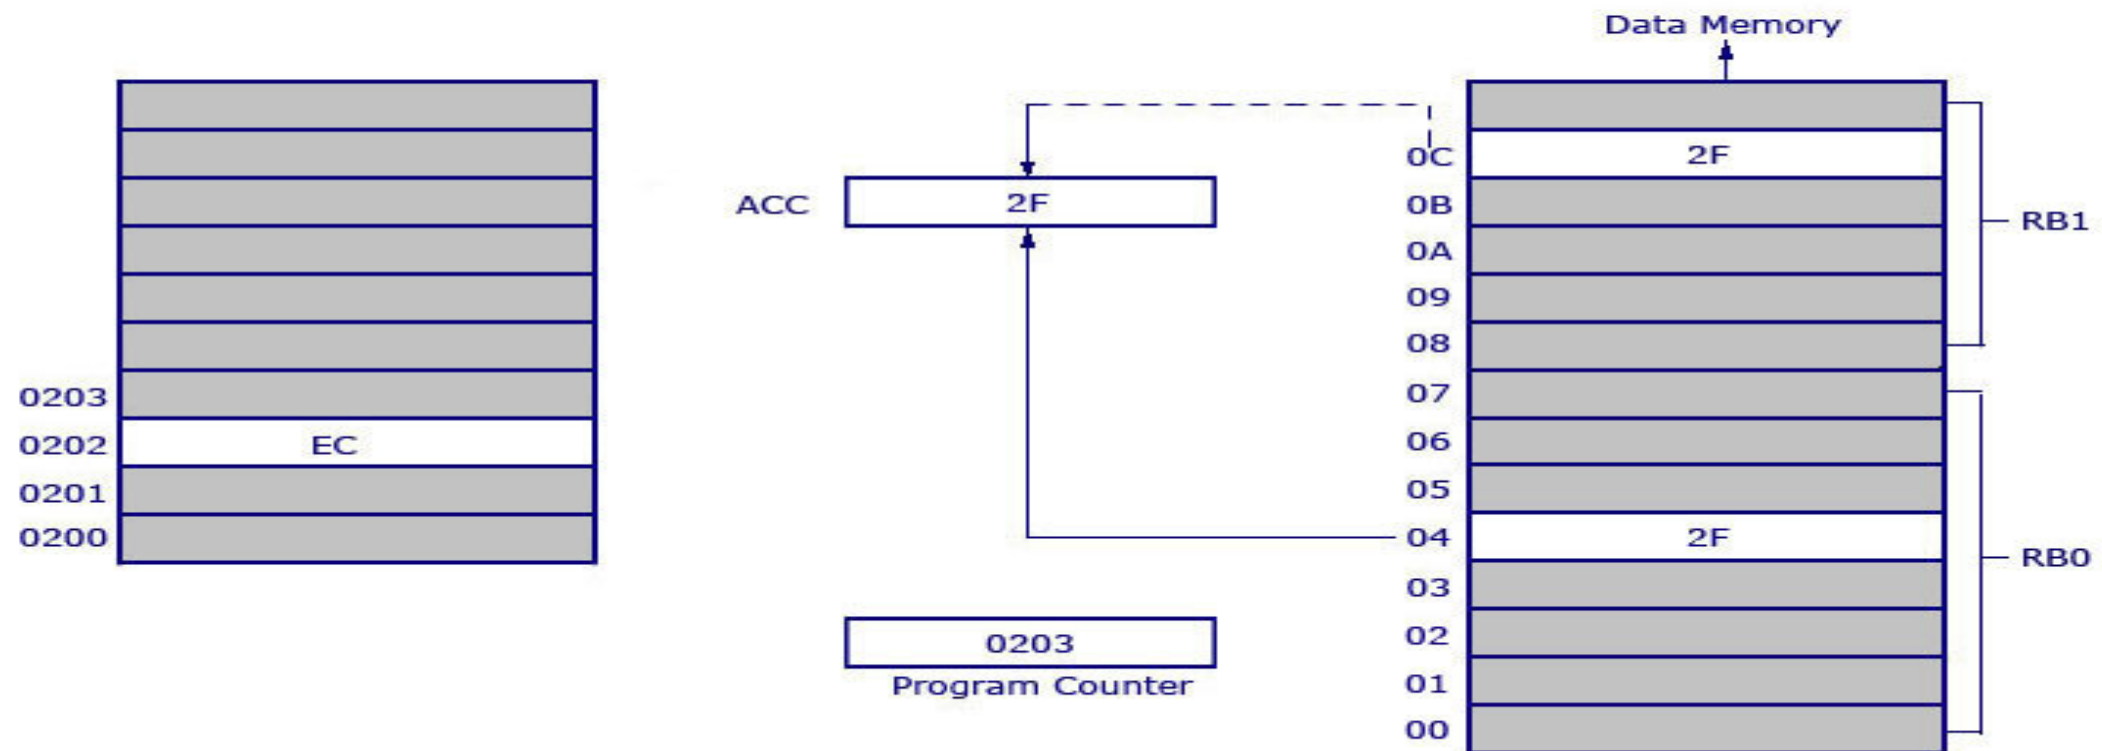 Data Memory
0C 2F
ACC 2F 0B
RB1
0A
09
08
0203 07
0202 EC 06
0201 05
0200 04 2F
RB0
03
0203 02
Program Counter 01
00